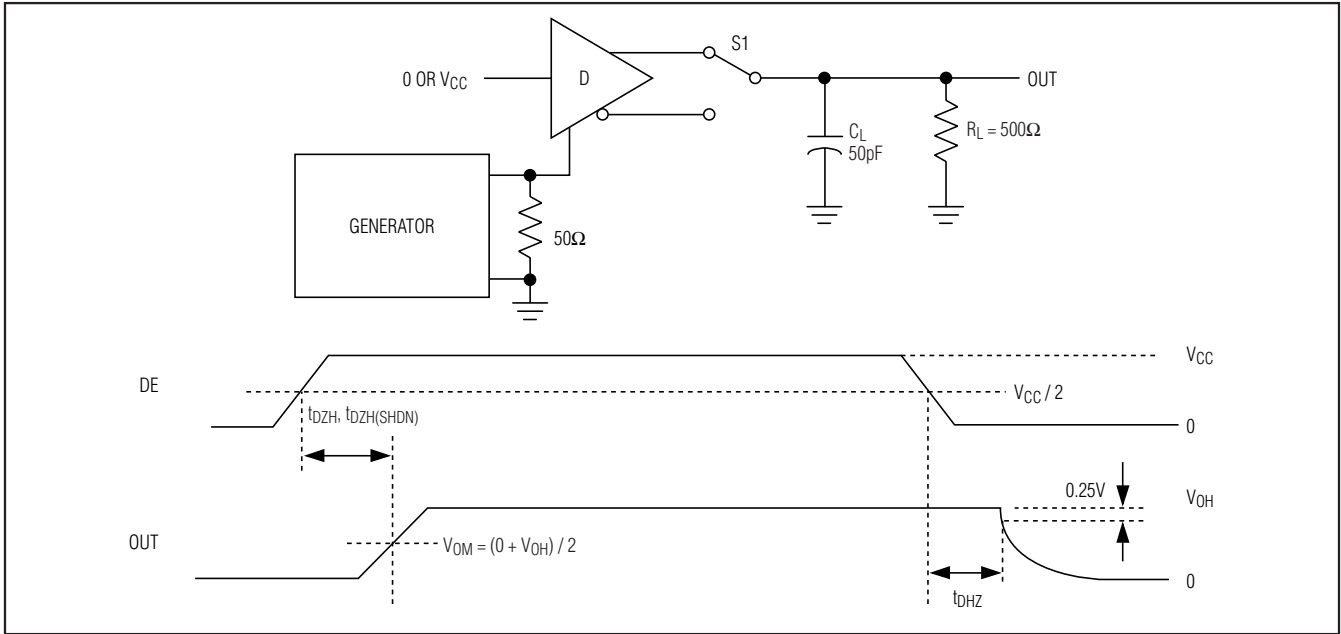 S1
0 OR VCC
D
OUT
CL
50pF
RL = 500Ω
GENERATOR
50Ω
VCC
DE
VCC / 2
tDZH, tDZH(SHDN)
0
0.25V
VOH
OUT
VOM = (0 + VOH) / 2
0
tDHZ